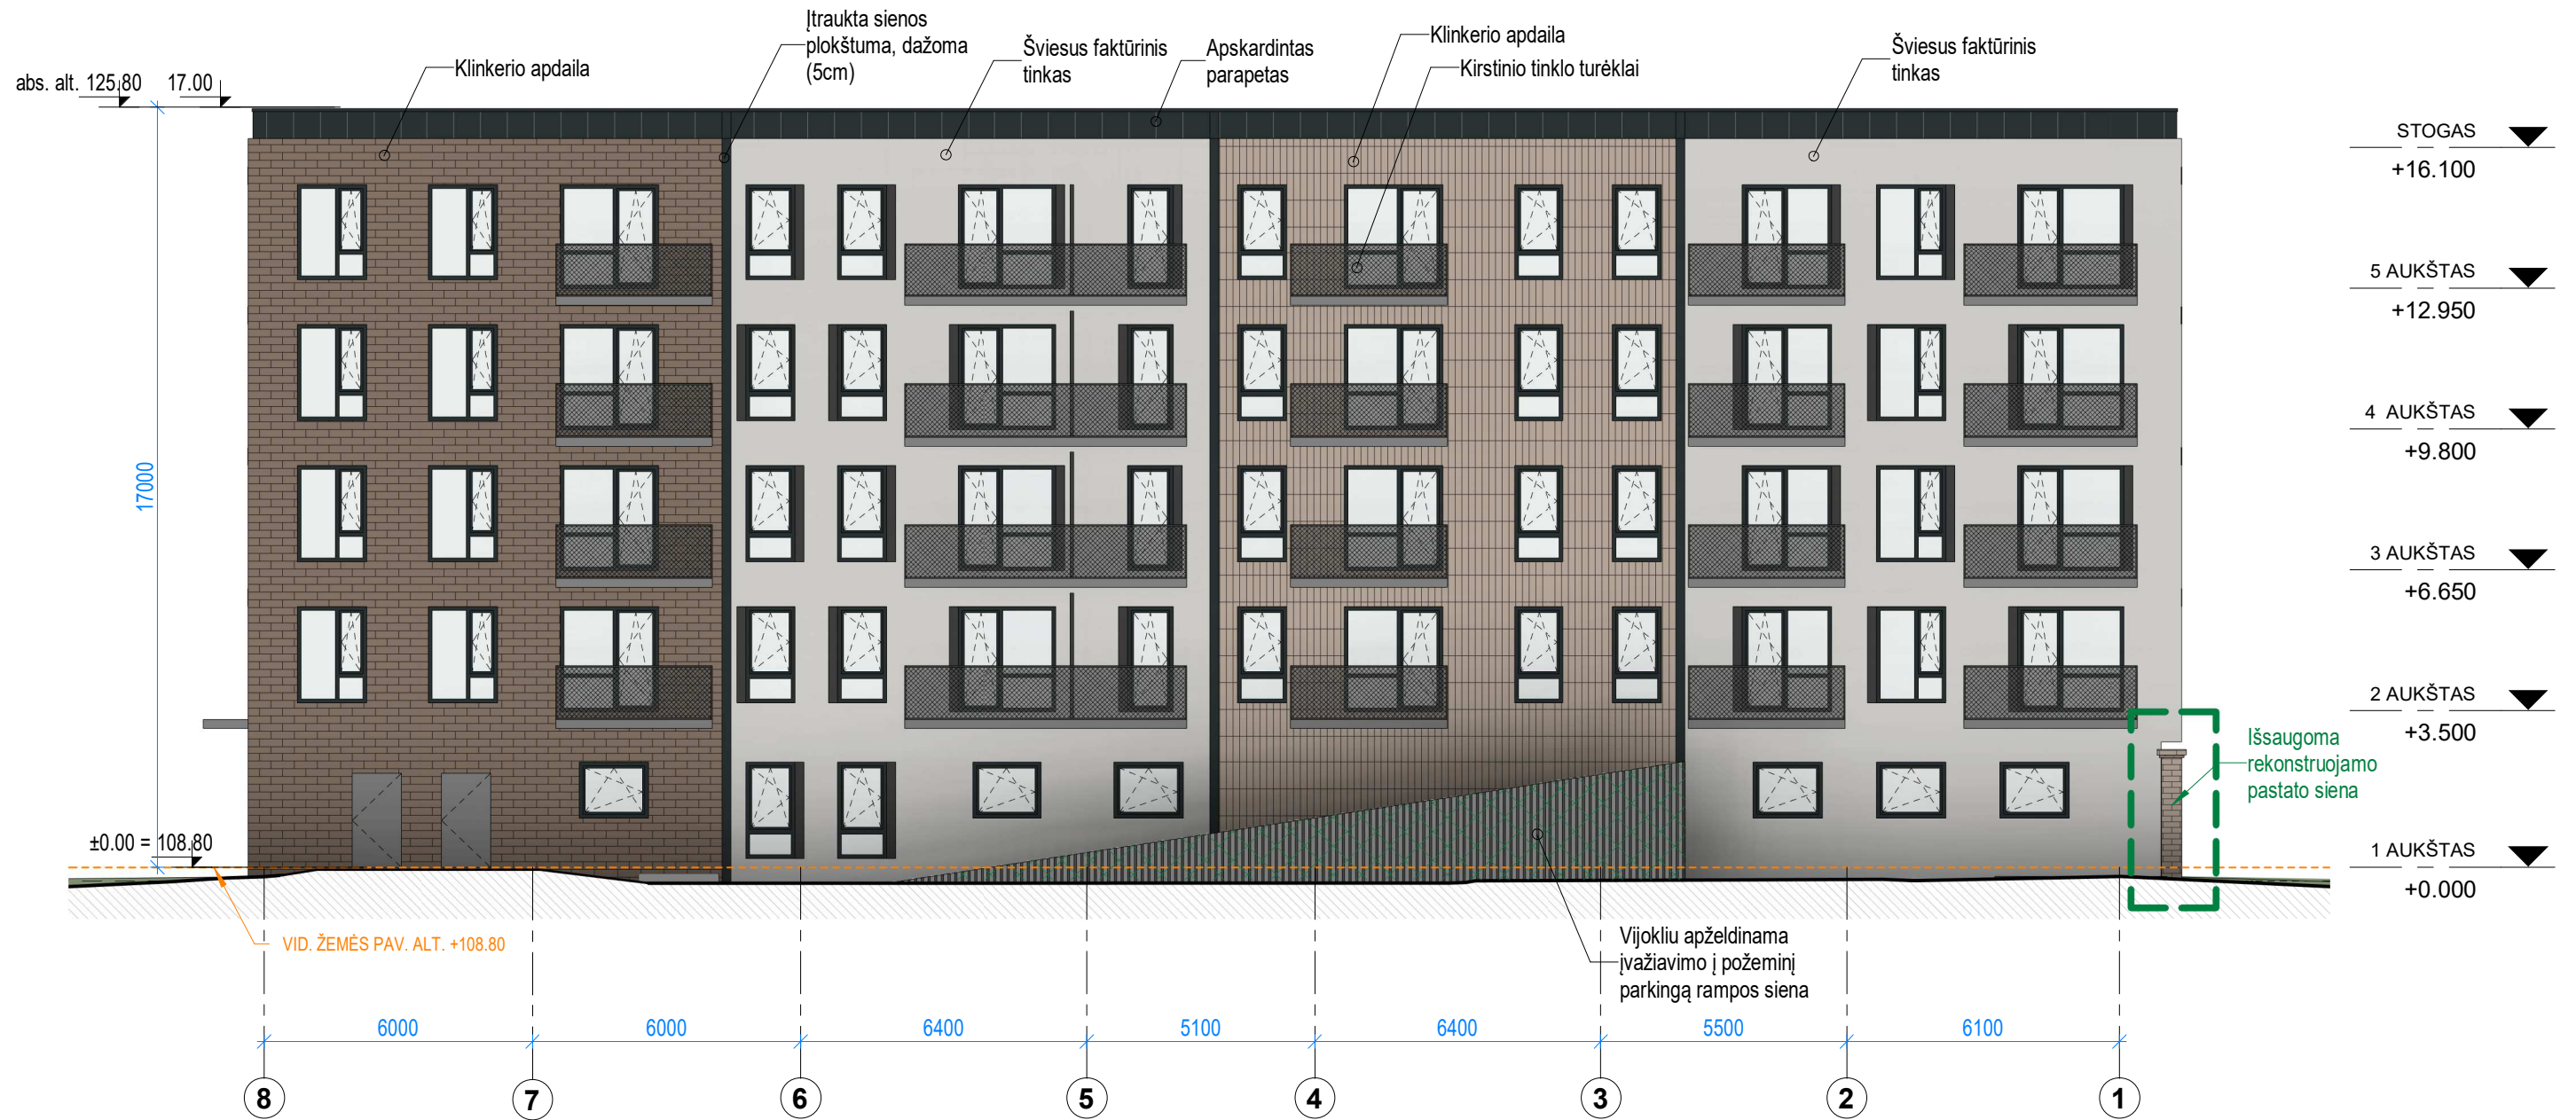 Įtraukta sienos
plokštuma, dažoma
(5cm)
Klinkerio apdaila
Šviesus faktūrinis
tinkas
Apskardintas
parapetas
Klinkerio apdaila
Kirstinio tinklo turėklai
Šviesus faktūrinis
tinkas
abs. alt. 125.80
17.00
STOGAS
+16.100
5 AUKŠTAS
+12.950
4 AUKŠTAS
+9.800
3 AUKŠTAS
+6.650
2 AUKŠTAS
+3.500
1 AUKŠTAS
+0.000
17000
Išsaugoma
rekonstruojamo
pastato siena
±0.00 = 108.80
VID. ŽEMĖS PAV. ALT. +108.80
Vijokliu apželdinama
įvažiavimo į požeminį
parkingą rampos siena
6000
6000
6400
5100
6400
5500
6100
8
7
6
5
4
3
2
1